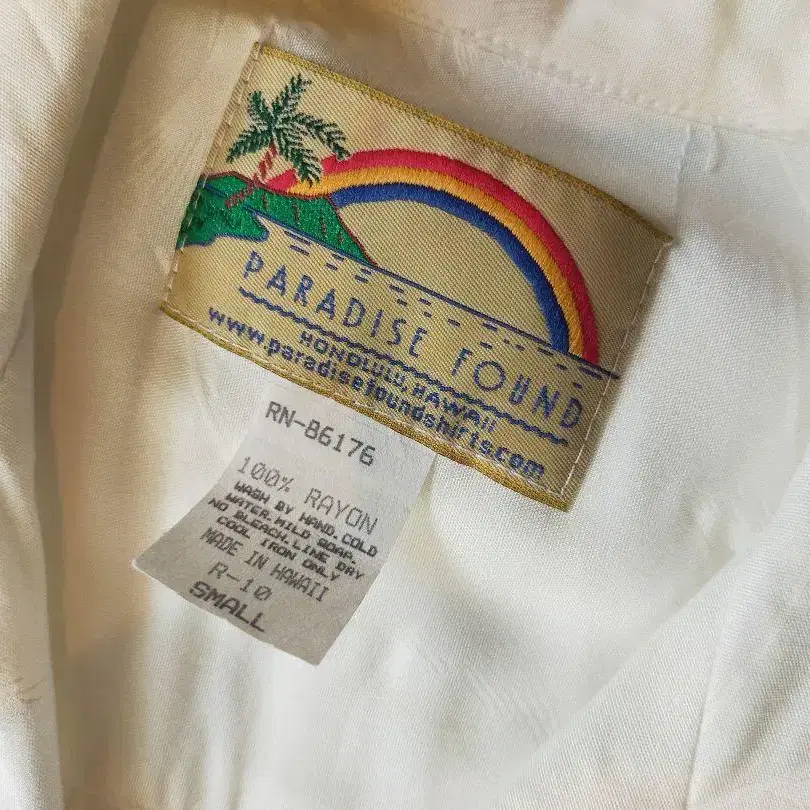 PARADISE FOUND
HONOLULU, HAWAII
www.paradisefoundshirts.com
RN-86176
100% RAYON
WASH BY HAND.COLD
WATER.MILD SOAP.
NO BLEACH.LINE DRY
COOL IRON ONLY
MADE IN HAWAII
R-10
SMALL